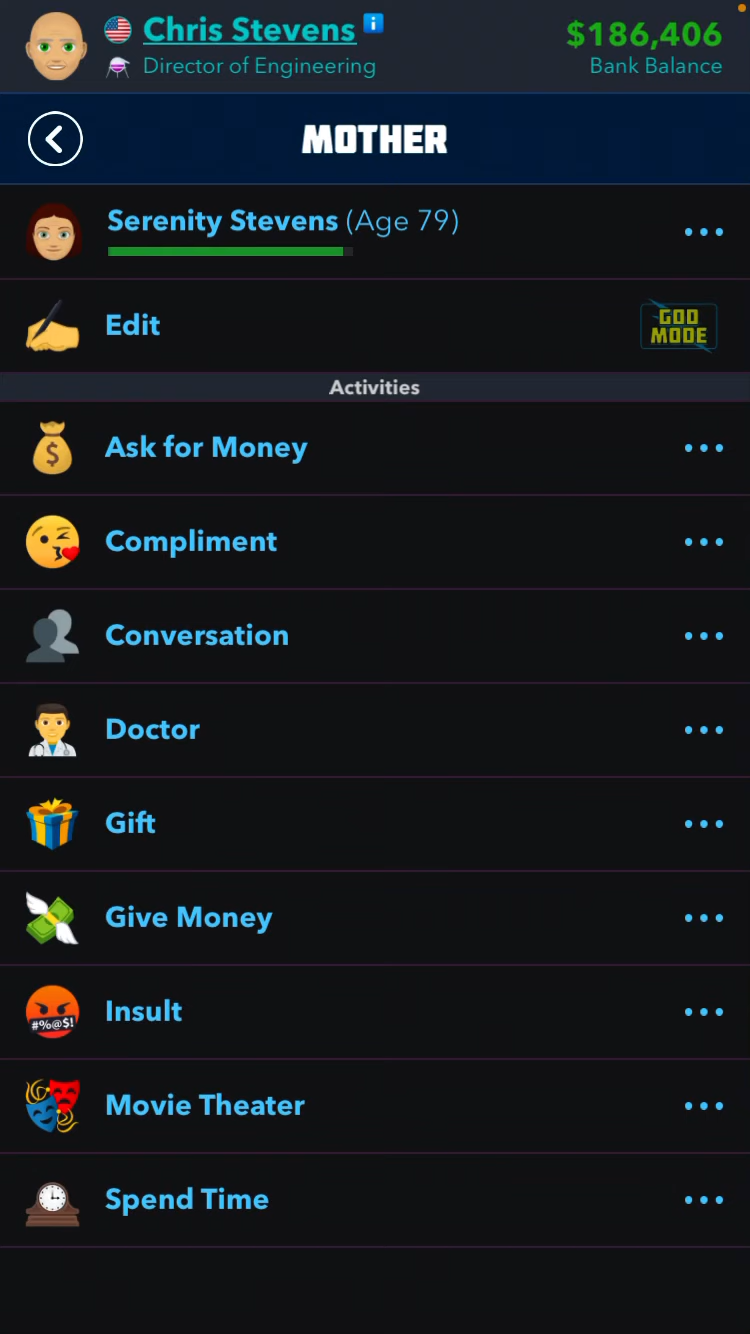 Chris Stevens i
$186,406
Director of Engineering
Bank Balance
MOTHER
Serenity Stevens (Age 79)
Edit
GOD
MODE
Activities
$
Ask for Money
Compliment
Conversation
Doctor
Gift
Give Money
#%@$!
Insult
Movie Theater
Spend Time